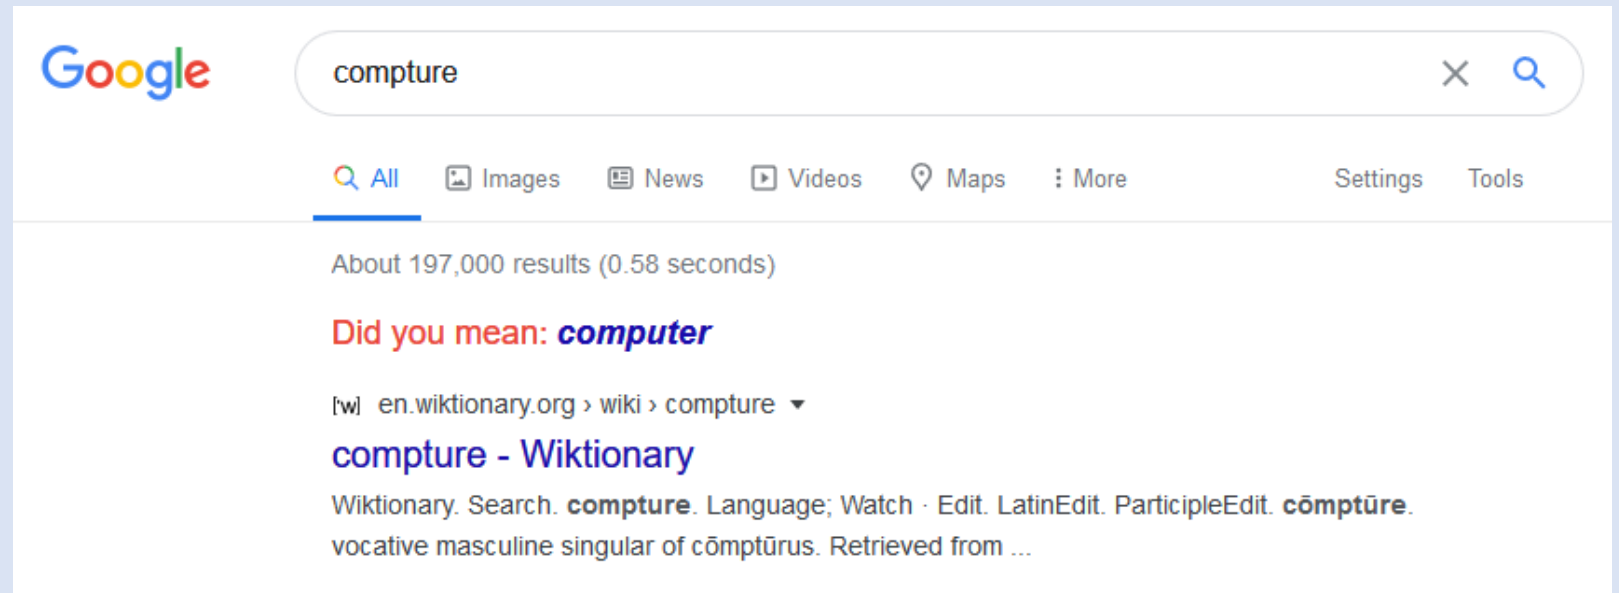 Google compture
All Images News Videos Maps More Settings Tools
About 197,000 results (0.58 seconds)
Did you mean: computer
['w] en.wiktionary.org › wiki › compture
compture - Wiktionary
Wiktionary. Search. compture. Language; Watch · Edit. LatinEdit. ParticipleEdit. cōmptūre.
vocative masculine singular of cōmptūrus. Retrieved from ...